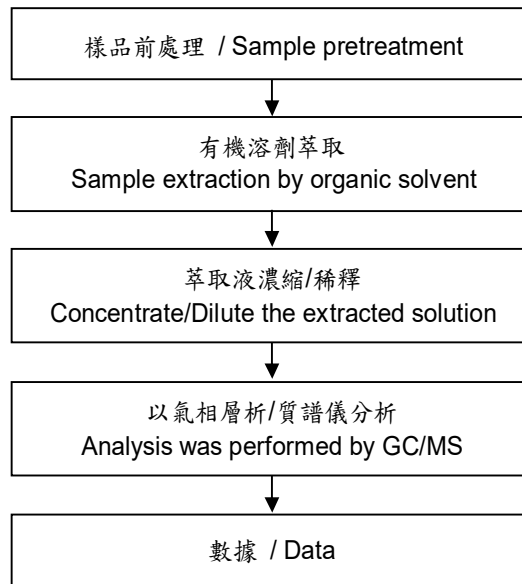 樣品前處理 / Sample pretreatment
有機溶劑萃取
Sample extraction by organic solvent
萃取液濃縮/稀釋
Concentrate/Dilute the extracted solution
以氣相層析/質譜儀分析
Analysis was performed by GC/MS
數據 / Data